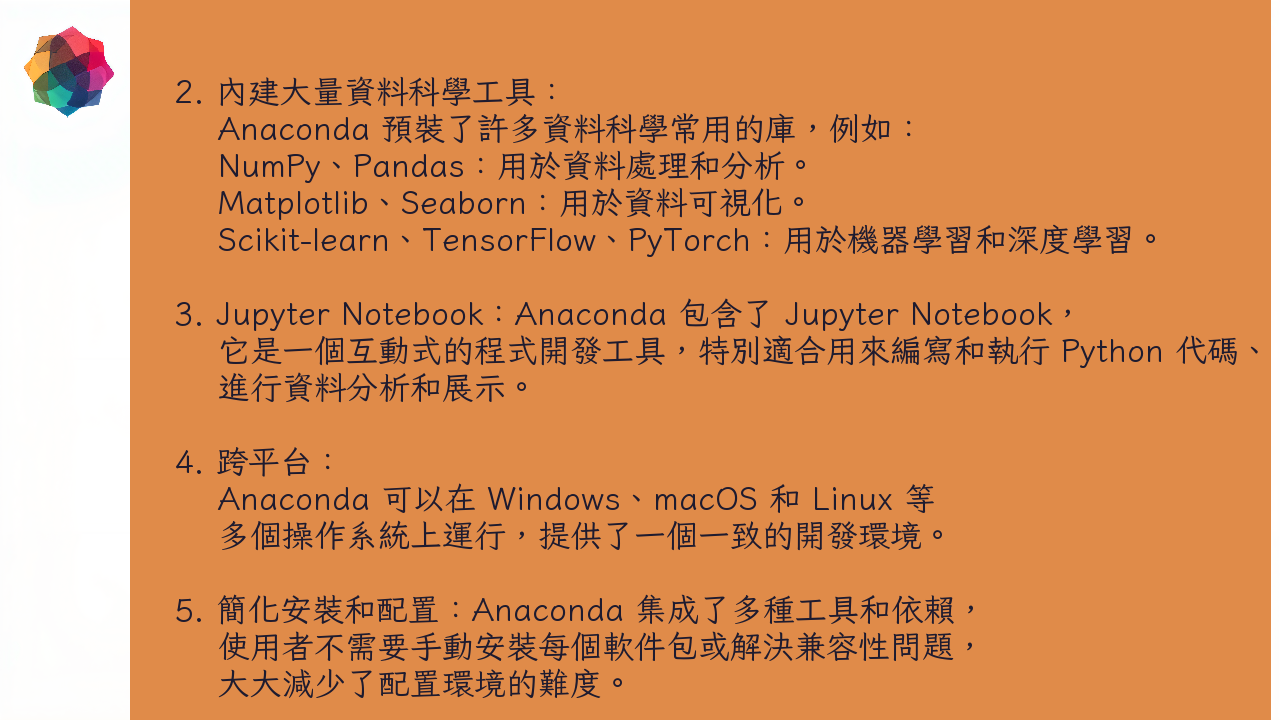 2. 內建大量資料科學工具：
Anaconda 預裝了許多資料科學常用的庫，例如：
NumPy、Pandas：用於資料處理和分析。
Matplotlib、Seaborn：用於資料可視化。
Scikit-learn、TensorFlow、PyTorch：用於機器學習和深度學習。
3. Jupyter Notebook：Anaconda 包含了 Jupyter Notebook，
它是一個互動式的程式開發工具，特別適合用來編寫和執行 Python 代碼、
進行資料分析和展示。
4. 跨平台：
Anaconda 可以在 Windows、macOS 和 Linux 等
多個操作系統上運行，提供了一個一致的開發環境。
5. 簡化安裝和配置：Anaconda 集成了多種工具和依賴，
使用者不需要手動安裝每個軟件包或解決兼容性問題，
大大減少了配置環境的難度。